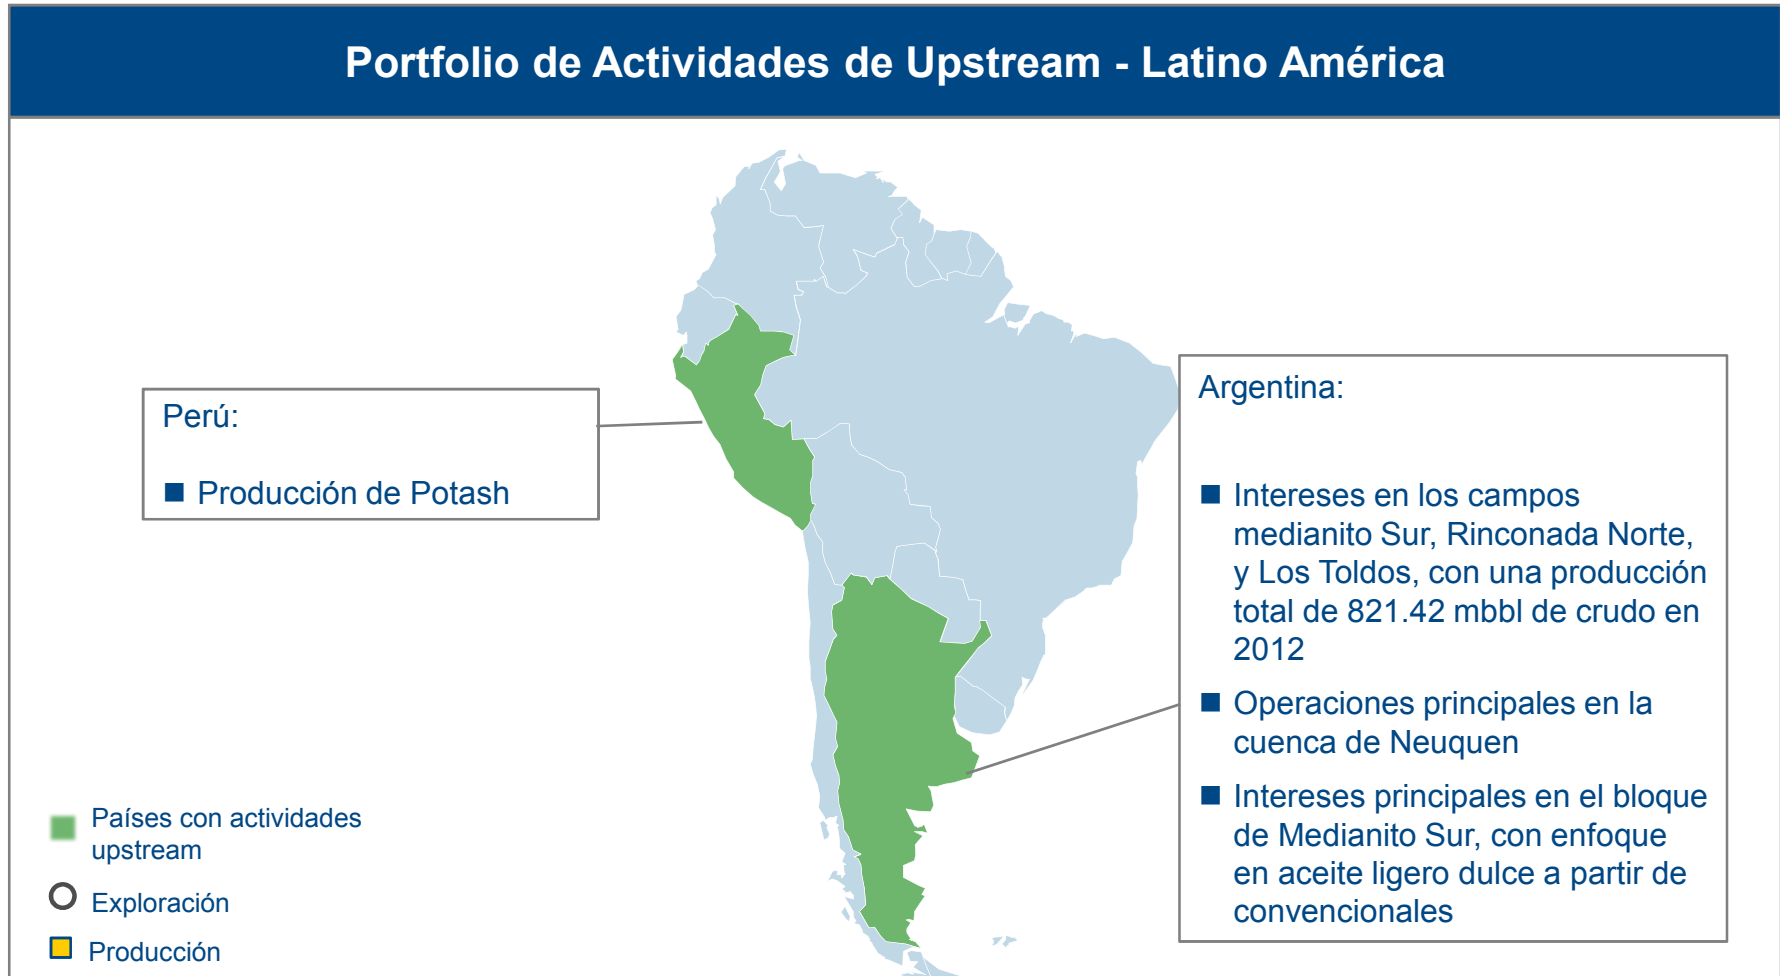 Portfolio de Actividades de Upstream - Latino América
Perú:
Producción de Potash
Argentina:
Intereses en los campos
medianito Sur, Rinconada Norte,
y Los Toldos, con una producción
total de 821.42 mbbl de crudo en
2012
Operaciones principales en la
cuenca de Neuquen
Intereses principales en el bloque
de Medianito Sur, con enfoque
en aceite ligero dulce a partir de
convencionales
Países con actividades
upstream
Exploración
Producción